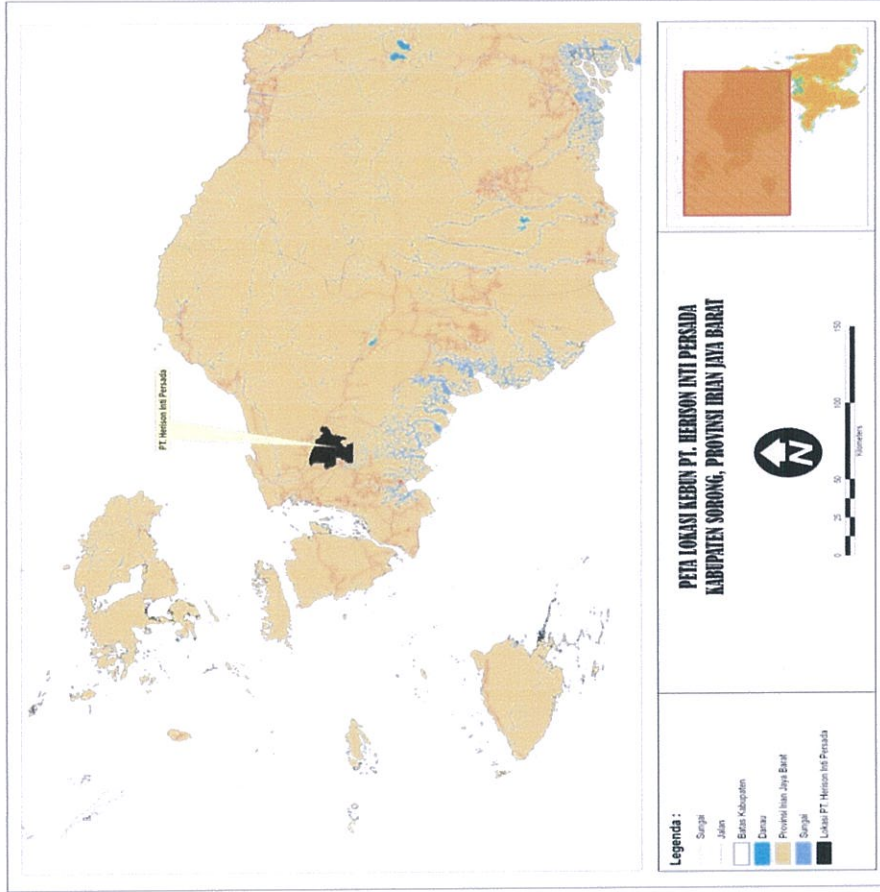 PT. Herison Inti Persada
Legenda :
Sungai
Jalan
Batas Kabupaten
Danau
Provinsi Irian Jaya Barat
Sungai
Lokasi PT. Herison Inti Persada
PETA LOKASI KEBUN PT. HERISON INTI PERSADA
KABUPATEN SORONG, PROVINSI IRIAN JAYA BARAT
N
0 25 50 100 150
Kilometers